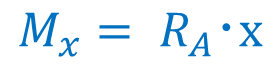 Mₓ = R_A · x